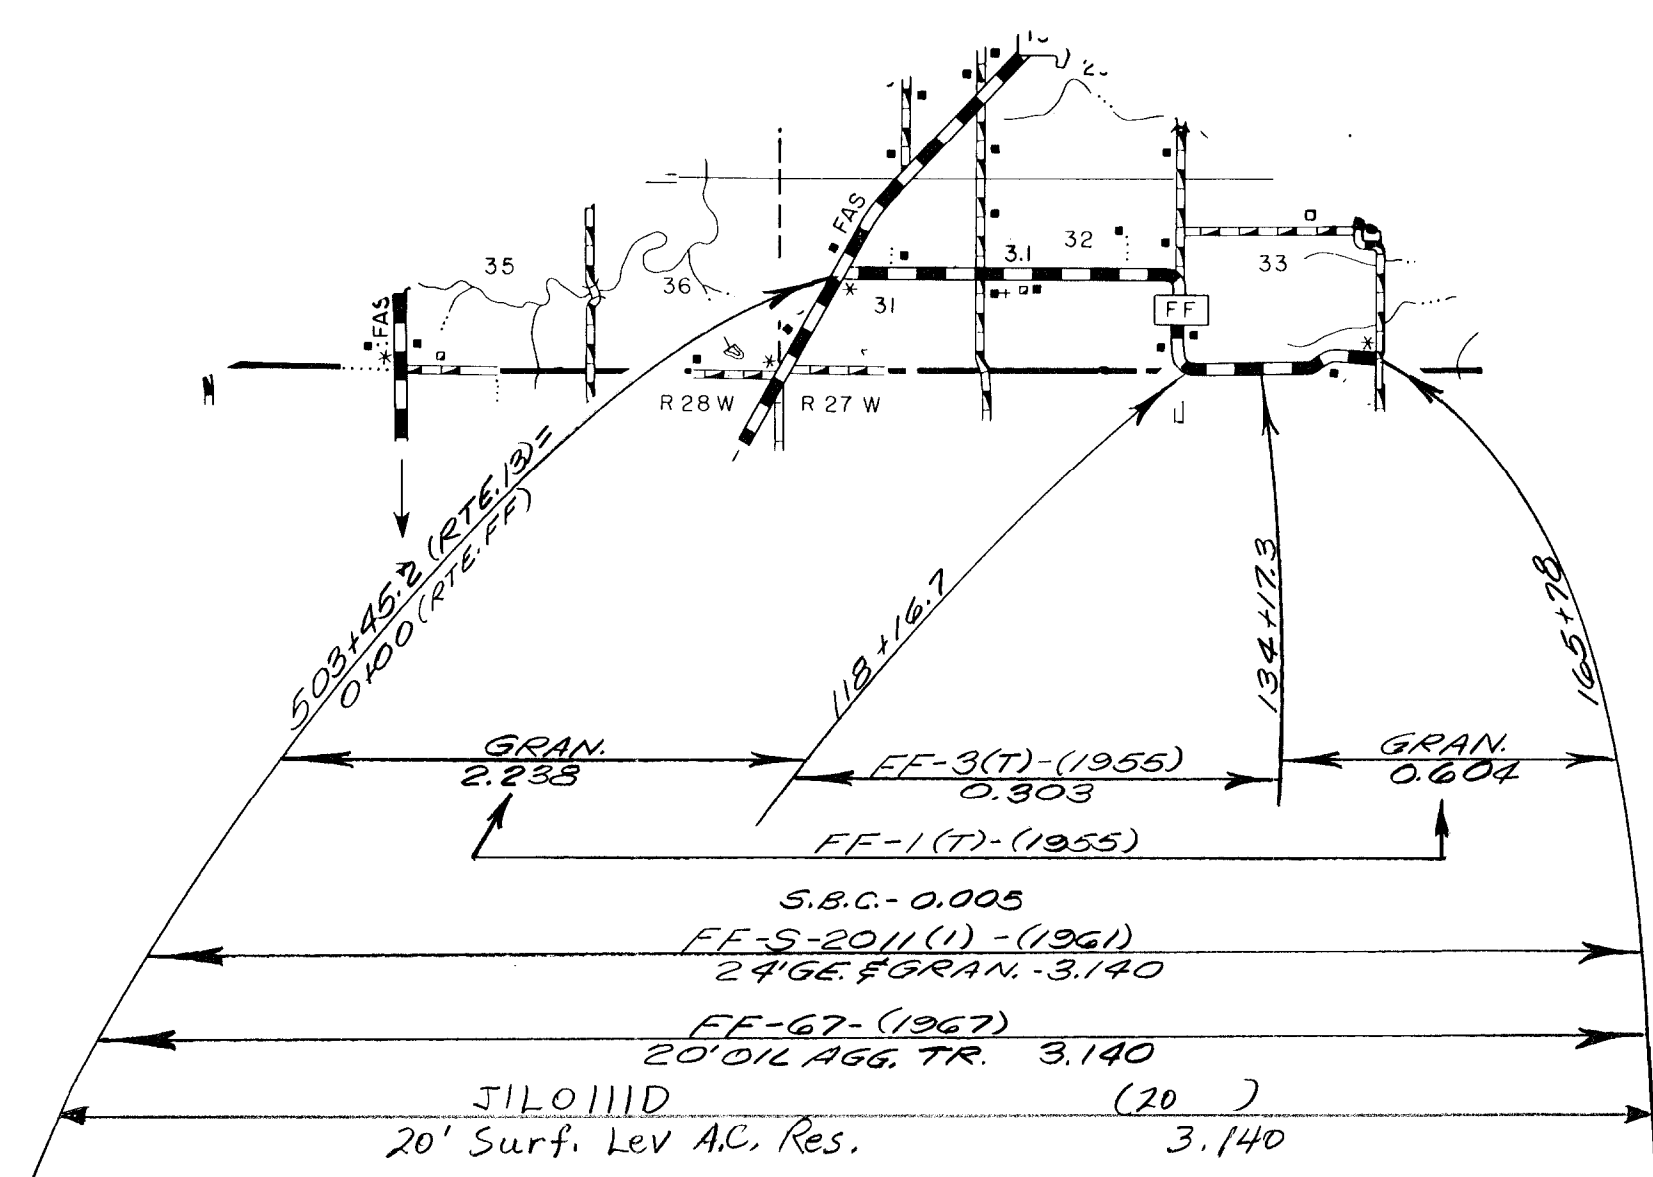 FAS
32
3.1
33
35
36
31
FAS
FF
R 28 W
R 27 W
503+45.2 (RTE.13)=
0+00 (RTE.FF)
118+16.7
134+17.3
165+78
GRAN.
2.238
FF-3(T)-(1955)
0.303
GRAN.
0.604
FF-1(T)-(1955)
S.B.C.- 0.005
FF-S-2011(1) -(1961)
24'GE.&GRAN.-3.140
FF-67-(1967)
20'OIL AGG. TR. 3.140
J1L0111D (20 )
20' Surf. Lev A.C. Res. 3.140